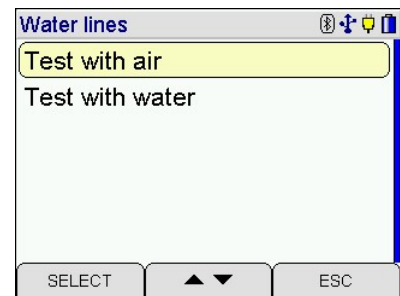 Water lines
Test with air
Test with water
SELECT
ESC